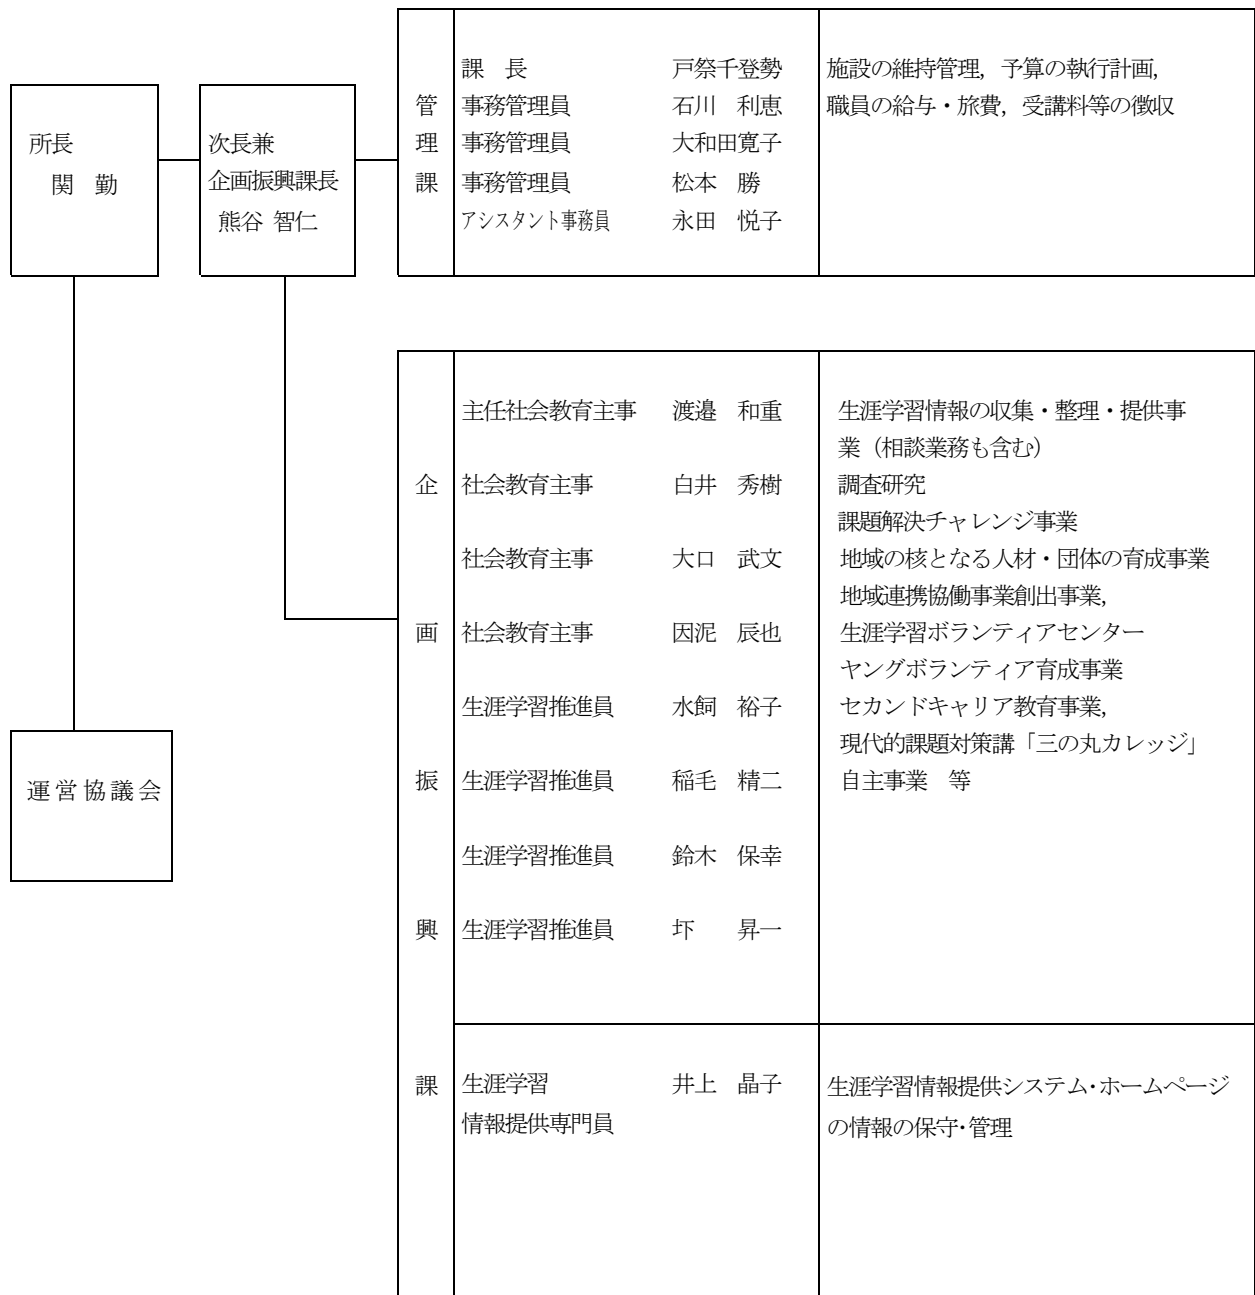 所長
関 勤
次長兼
企画振興課長
熊谷 智仁
運営協議会
管理課
課 長 戸祭千登勢
事務管理員 石川 利恵
事務管理員 大和田寛子
事務管理員 松本 勝
アシスタント事務員 永田 悦子
施設の維持管理，予算の執行計画，
職員の給与・旅費，受講料等の徴収
企画振興課
主任社会教育主事 渡邉 和重
社会教育主事 白井 秀樹
社会教育主事 大口 武文
社会教育主事 因泥 辰也
生涯学習推進員 水飼 裕子
生涯学習推進員 稲毛 精二
生涯学習推進員 鈴木 保幸
生涯学習推進員 圷 昇一
生涯学習情報の収集・整理・提供事
業（相談業務も含む）
調査研究
課題解決チャレンジ事業
地域の核となる人材・団体の育成事業
地域連携協働事業創出事業，
生涯学習ボランティアセンター
ヤングボランティア育成事業
セカンドキャリア教育事業，
現代的課題対策講「三の丸カレッジ」
自主事業 等
生涯学習 井上 晶子
情報提供専門員
生涯学習情報提供システム・ホームページ
の情報の保守・管理